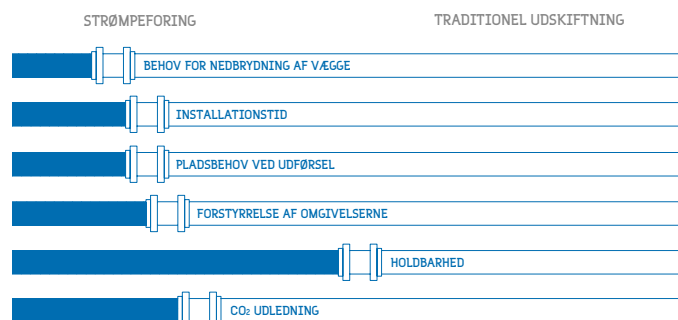 STRØMPEFORING
TRADITIONEL UDSKIFTNING
BEHOV FOR NEDBRYDNING AF VÆGGE
INSTALLATIONSTID
PLADSBEHOV VED UDFØRSEL
FORSTYRRELSE AF OMGIVELSERNE
HOLDBARHED
CO₂ UDLEDNING